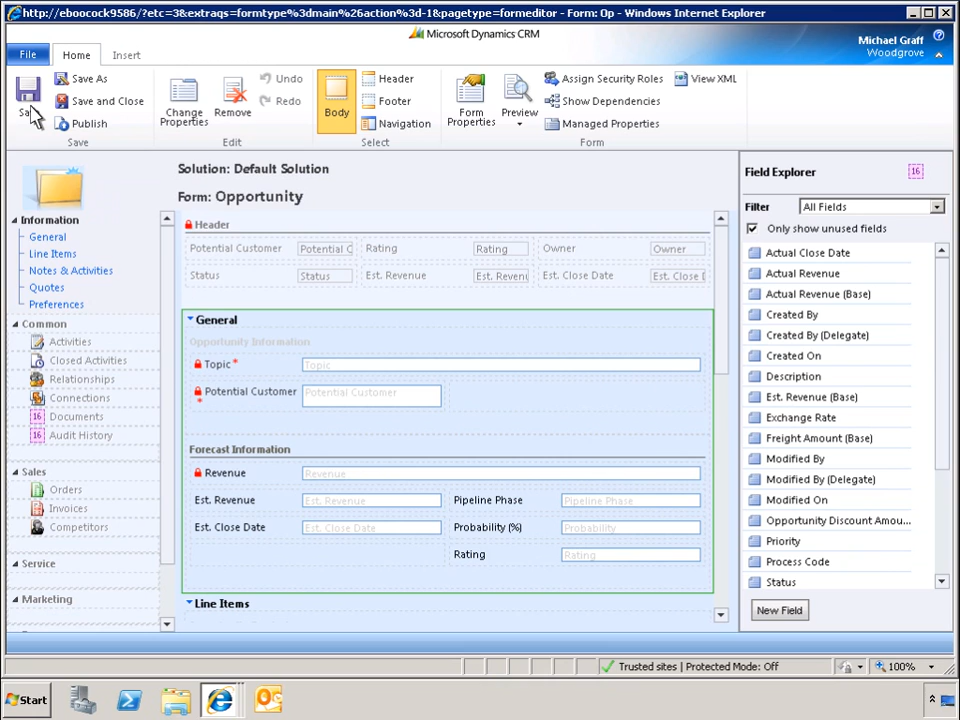 http://eboocock9586/?etc=3&extraqs=formtype%3dmain%26action%3d-1&pagetype=formeditor - Form: Op - Windows Internet Explorer
Microsoft Dynamics CRM
File
Home
Insert
Michael Graff
Woodgrove
Save As
Save and Close
Publish
Save
Change Properties
Remove
Undo
Redo
Edit
Body
Header
Footer
Navigation
Select
Form Properties
Preview
Assign Security Roles
Show Dependencies
Managed Properties
View XML
Form
Information
General
Line Items
Notes & Activities
Quotes
Preferences
Common
Activities
Closed Activities
Relationships
Connections
16 Documents
16 Audit History
Sales
Orders
Invoices
Competitors
Service
Marketing
Solution: Default Solution
Form: Opportunity
Header
Potential Customer Potential C Rating Rating Owner Owner
Status Status Est. Revenue Est. Revenu Est. Close Date Est. Close D
General
Opportunity Information
Topic * Topic
Potential Customer * Potential Customer
Forecast Information
Revenue Revenue
Est. Revenue Est. Revenue Pipeline Phase Pipeline Phase
Est. Close Date Est. Close Date Probability (%) Probability
Rating Rating
Line Items
Field Explorer 16
Filter All Fields
Only show unused fields
Actual Close Date
Actual Revenue
Actual Revenue (Base)
Created By
Created By (Delegate)
Created On
Description
Est. Revenue (Base)
Exchange Rate
Freight Amount (Base)
Modified By
Modified By (Delegate)
Modified On
Opportunity Discount Amou...
Priority
Process Code
Status
New Field
Trusted sites | Protected Mode: Off
100%
Start